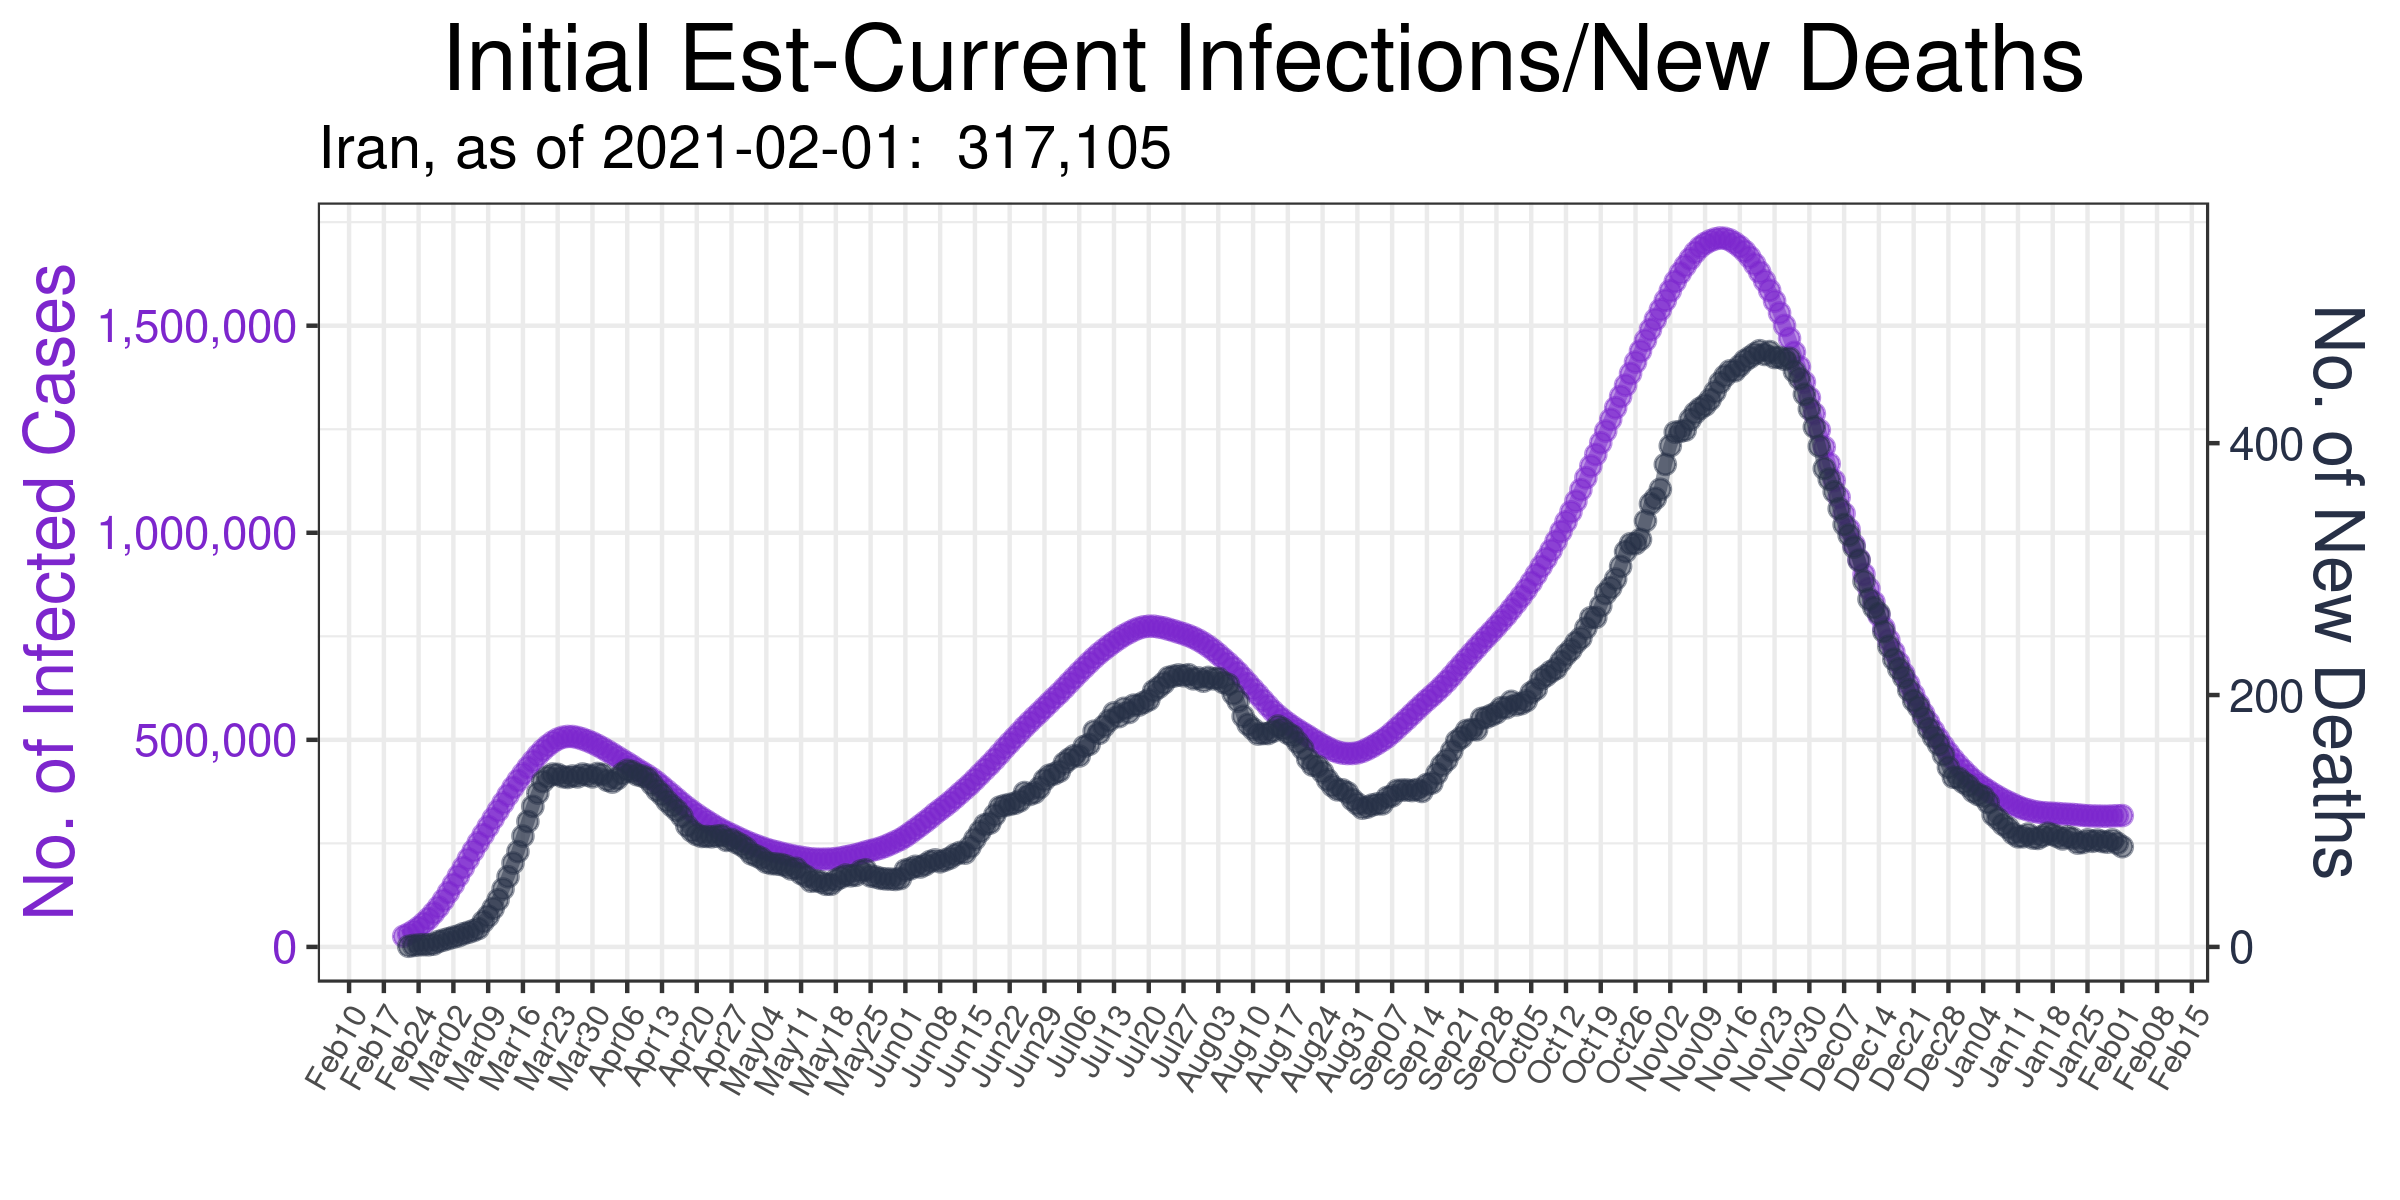 Initial Est-Current Infections/New Deaths
Iran, as of 2021-02-01:  317,105
No. of Infected Cases
1,500,000
1,000,000
500,000
0
400
200
0
No. of New Deaths
Feb10
Feb17
Feb24
Mar02
Mar09
Mar16
Mar23
Mar30
Apr06
Apr13
Apr20
Apr27
May04
May11
May18
May25
Jun01
Jun08
Jun15
Jun22
Jun29
Jul06
Jul13
Jul20
Jul27
Aug03
Aug10
Aug17
Aug24
Aug31
Sep07
Sep14
Sep21
Sep28
Oct05
Oct12
Oct19
Oct26
Nov02
Nov09
Nov16
Nov23
Nov30
Dec07
Dec14
Dec21
Dec28
Jan04
Jan11
Jan18
Jan25
Feb01
Feb08
Feb15